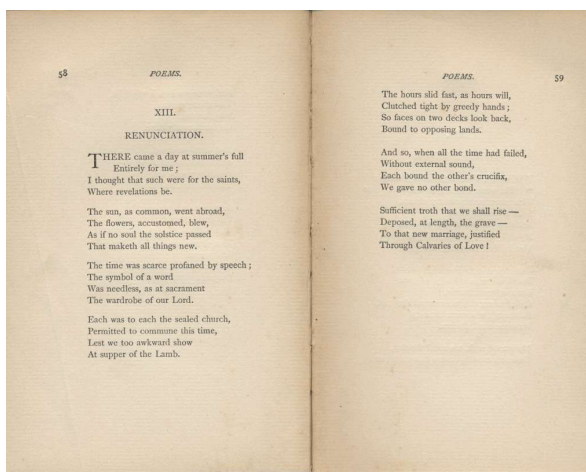 58
POEMS.
XIII.
RENUNCIATION.
THERE came a day at summer's full
Entirely for me ;
I thought that such were for the saints,
Where revelations be.
The sun, as common, went abroad,
The flowers, accustomed, blew,
As if no soul the solstice passed
That maketh all things new.
The time was scarce profaned by speech ;
The symbol of a word
Was needless, as at sacrament
The wardrobe of our Lord.
Each was to each the sealed church,
Permitted to commune this time,
Lest we too awkward show
At supper of the Lamb.
POEMS.
59
The hours slid fast, as hours will,
Clutched tight by greedy hands ;
So faces on two decks look back,
Bound to opposing lands.
And so, when all the time had failed,
Without external sound,
Each bound the other's crucifix,
We gave no other bond.
Sufficient troth that we shall rise —
Deposed, at length, the grave —
To that new marriage, justified
Through Calvaries of Love !